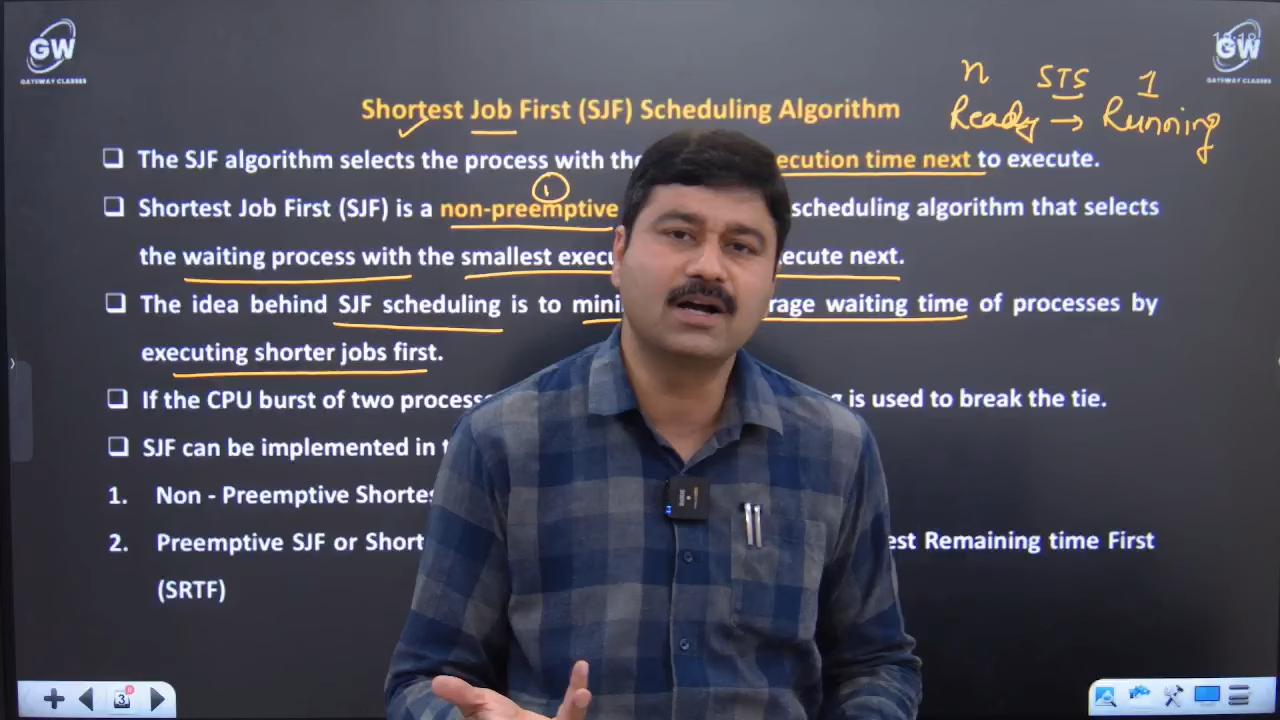 GW
GATEWAY CLASSES
GW
GATEWAY CLASSES
n STS 1
Ready → Running
Shortest Job First (SJF) Scheduling Algorithm
❑ The SJF algorithm selects the process with the ecution time next to execute.
1
❑ Shortest Job First (SJF) is a non-preemptive scheduling algorithm that selects
the waiting process with the smallest execu ecute next.
❑ The idea behind SJF scheduling is to mini rage waiting time of processes by
executing shorter jobs first.
❑ If the CPU burst of two process is used to break the tie.
❑ SJF can be implemented in
1. Non - Preemptive Shortes
2. Preemptive SJF or Short est Remaining time First
(SRTF)
3